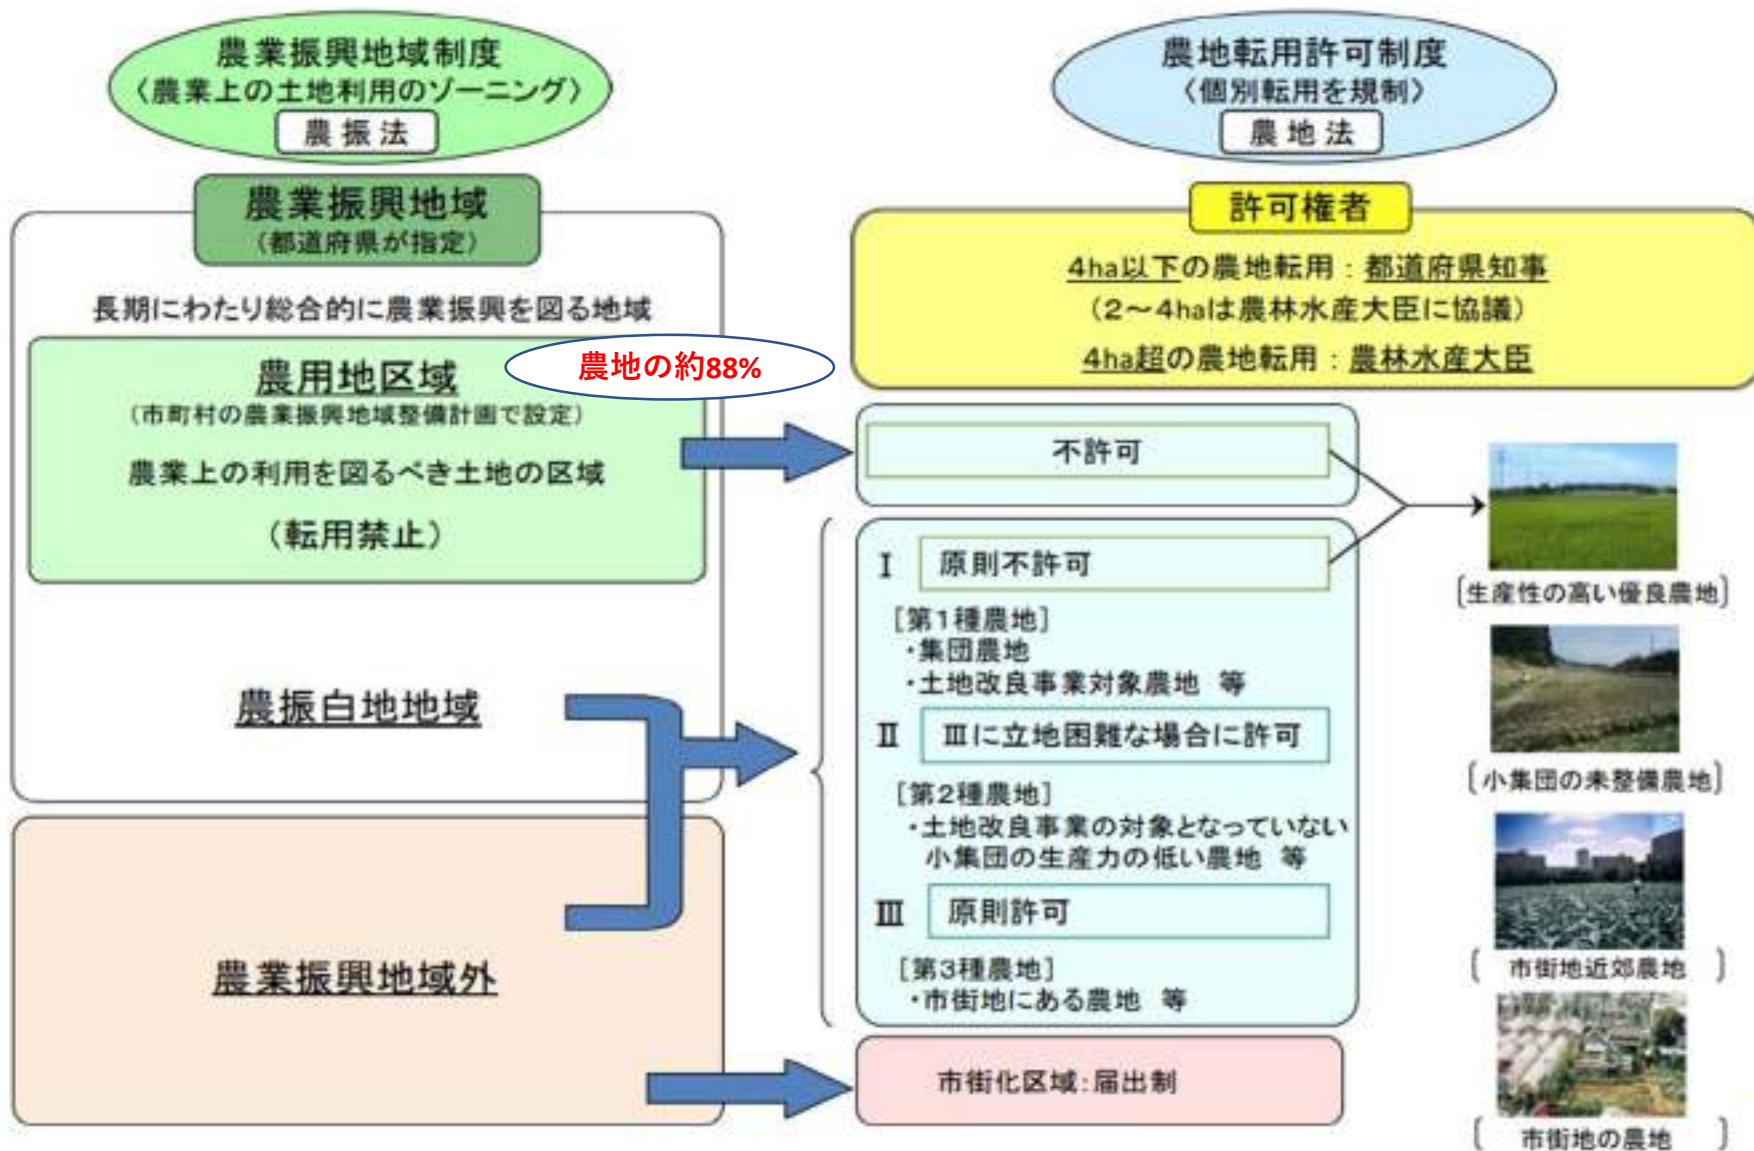 農業振興地域制度
〈農業上の土地利用のゾーニング〉
農振法
農業振興地域
（都道府県が指定）
長期にわたり総合的に農業振興を図る地域
農用地区域
（市町村の農業振興地域整備計画で設定）
農業上の利用を図るべき土地の区域
（転用禁止）
農地の約88%
農振白地地域
農業振興地域外
農地転用許可制度
〈個別転用を規制〉
農地法
許可権者
4ha以下の農地転用：都道府県知事
（2～4haは農林水産大臣に協議）
4ha超の農地転用：農林水産大臣
不許可
Ⅰ 原則不許可
［第1種農地］
・集団農地
・土地改良事業対象農地 等
Ⅱ Ⅲに立地困難な場合に許可
［第2種農地］
・土地改良事業の対象となっていない
小集団の生産力の低い農地 等
Ⅲ 原則許可
［第3種農地］
・市街地にある農地 等
市街化区域：届出制
〔生産性の高い優良農地〕
〔小集団の未整備農地〕
〔 市街地近郊農地 〕
〔 市街地の農地 〕